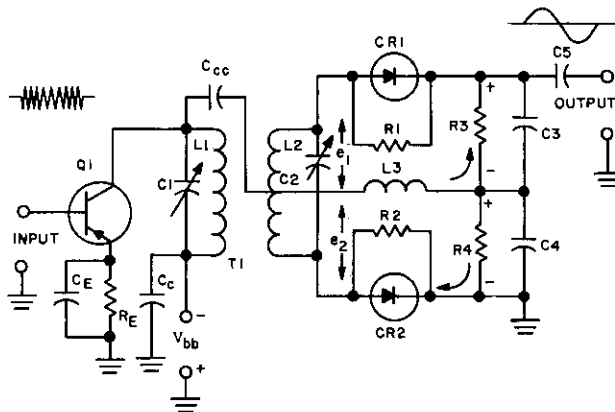 CR1
C5
Ccc
OUTPUT
R1
R3
+
C3
L1
L2
e1
Q1
C1
C2
L3
-
+
INPUT
e2
R2
R4
C4
T1
CE
RE
Cc
-
Vbb
+
CR2
-